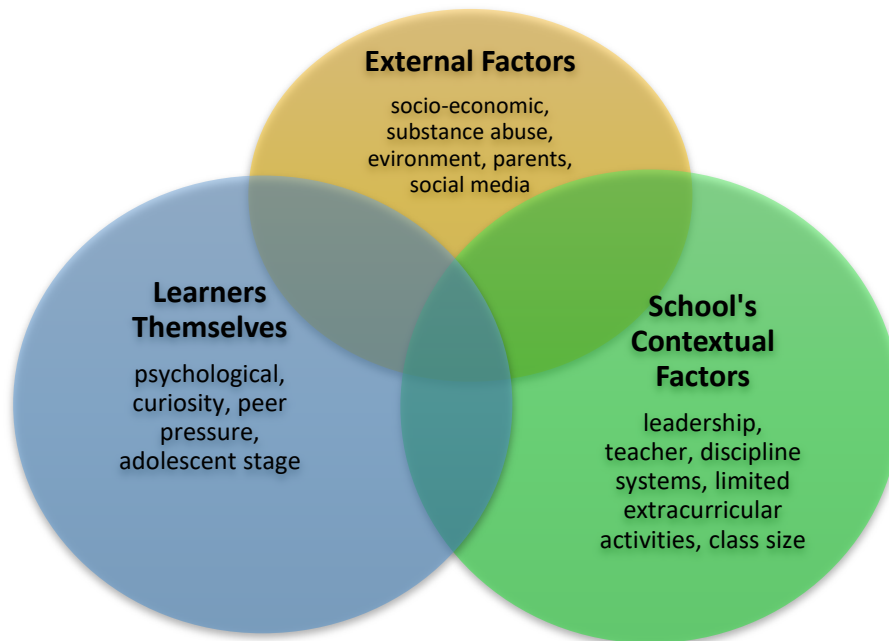 External Factors
socio-economic,
substance abuse,
evironment, parents,
social media
Learners
Themselves
psychological,
curiosity, peer
pressure,
adolescent stage
School's
Contextual
Factors
leadership,
teacher, discipline
systems, limited
extracurricular
activities, class size